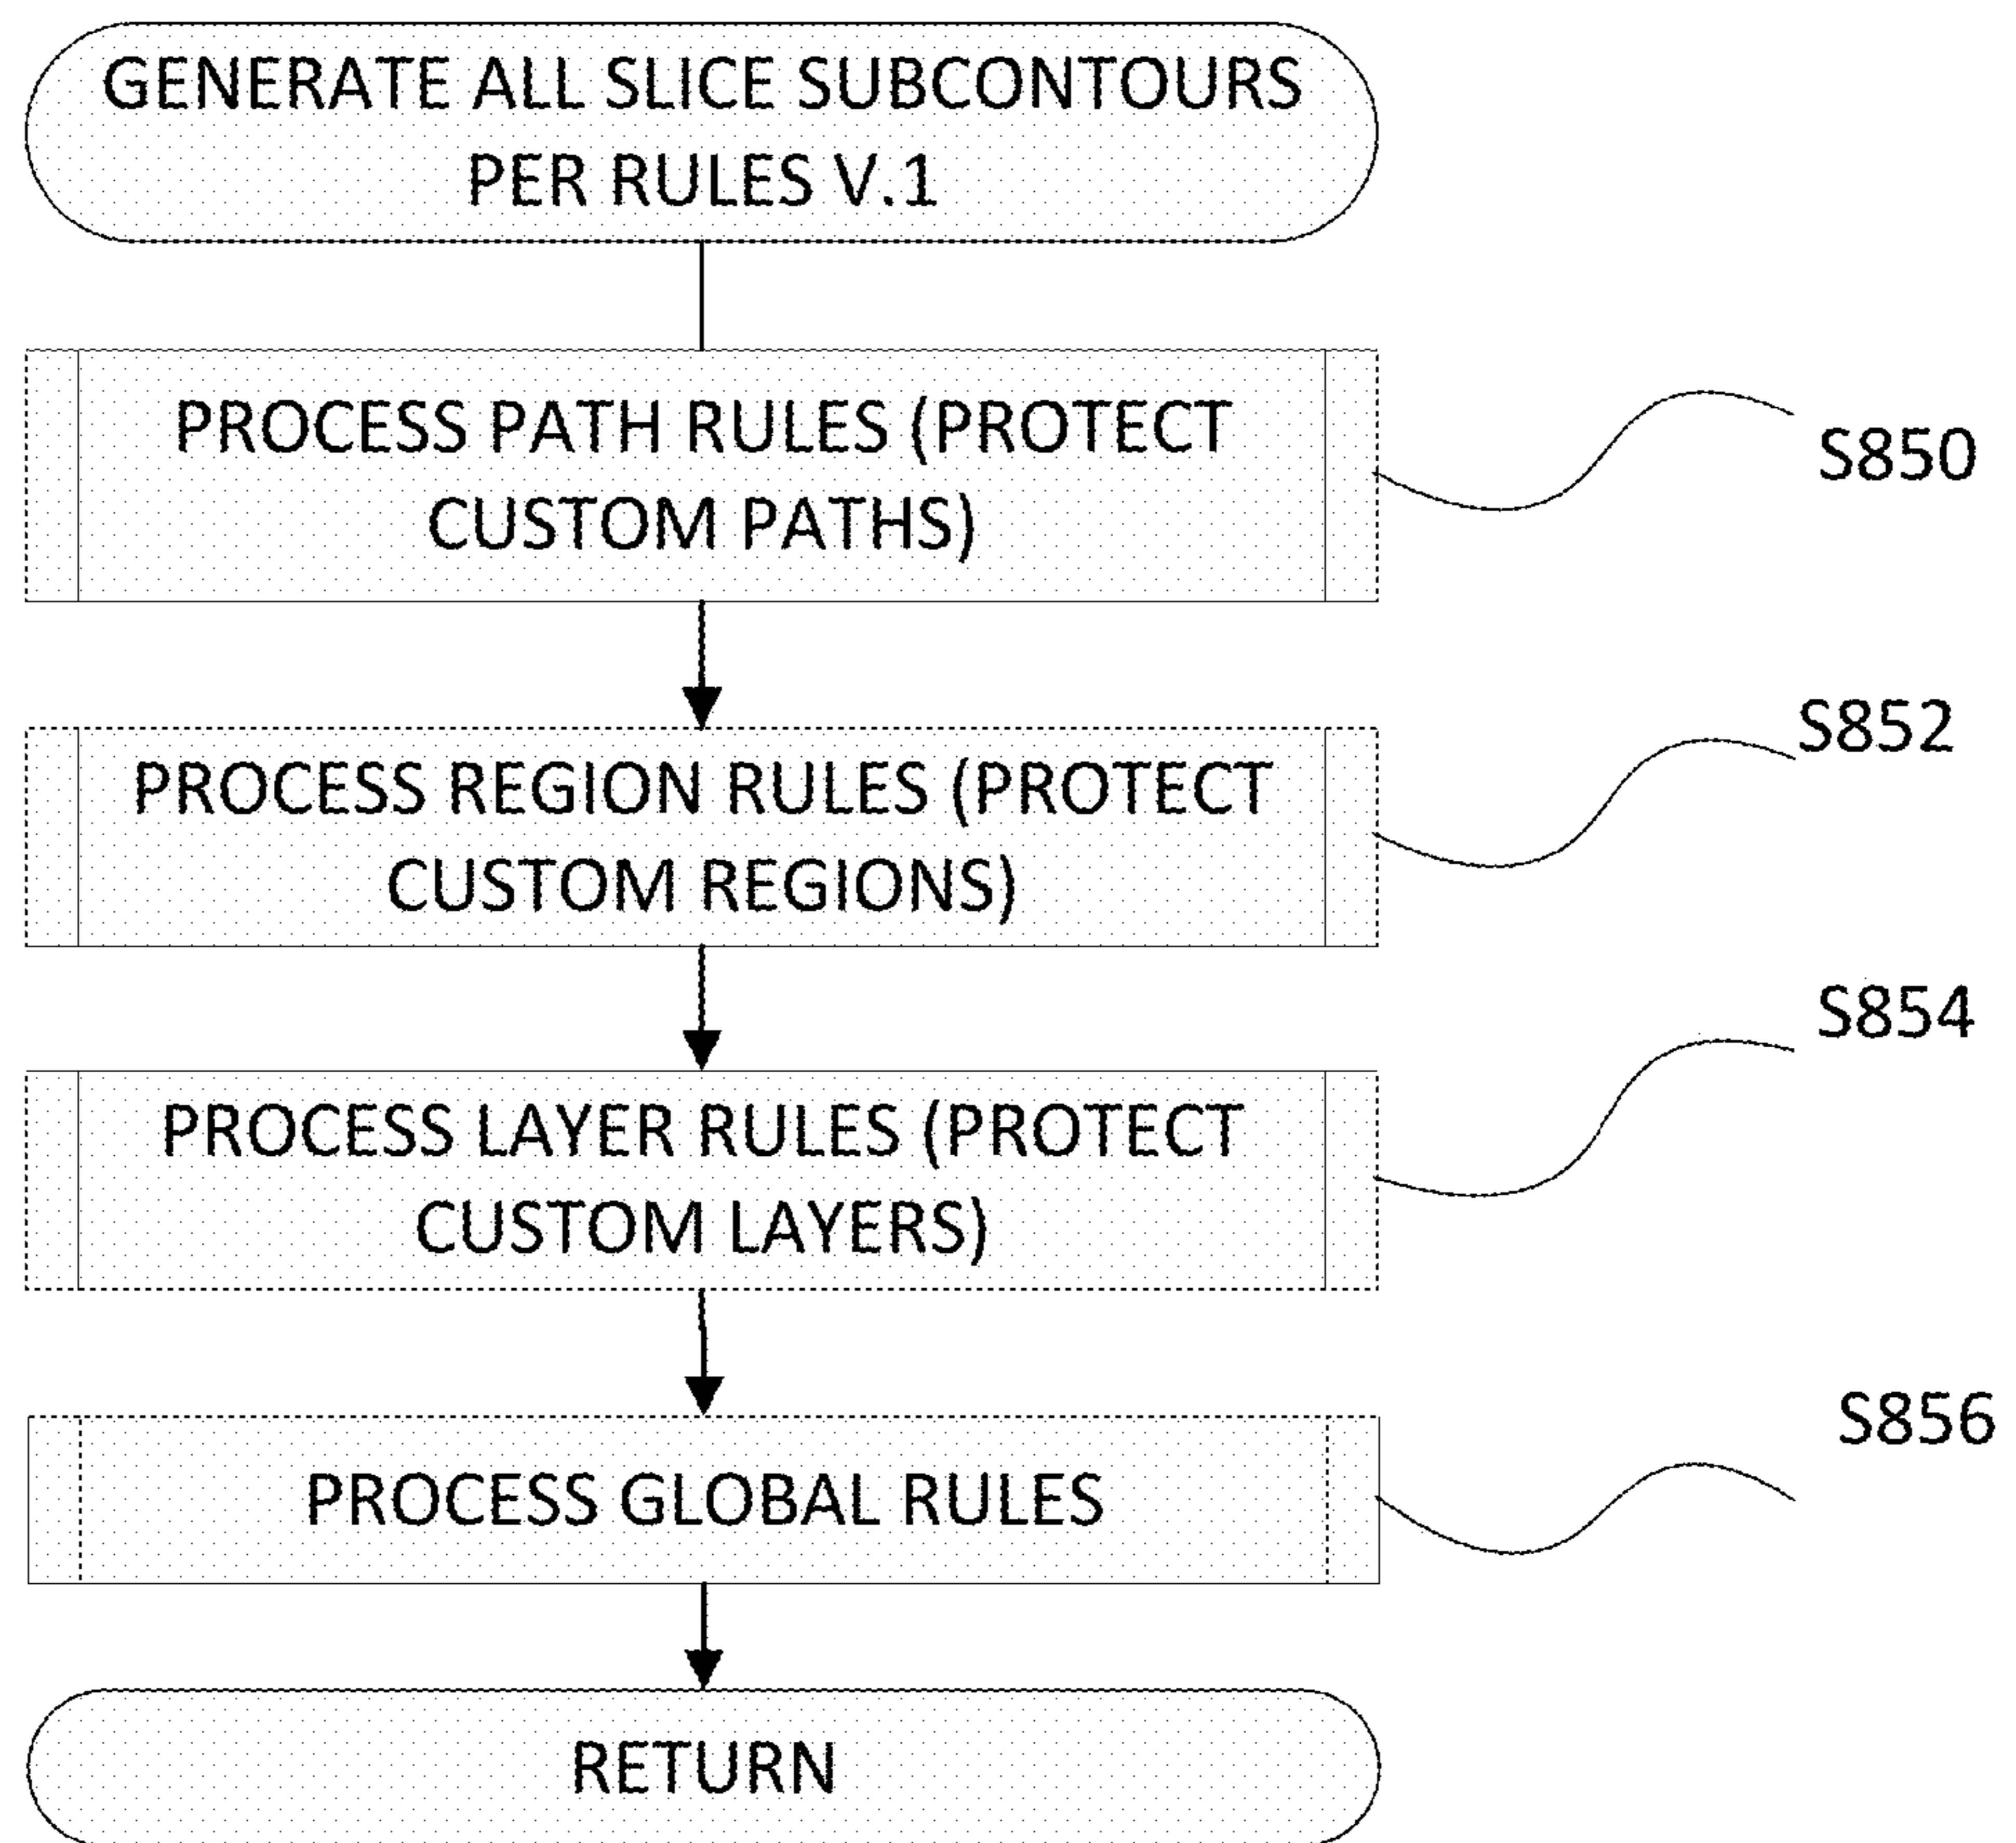 GENERATE ALL SLICE SUBCONTOURS
PER RULES V.1
PROCESS PATH RULES (PROTECT
CUSTOM PATHS)
S850
PROCESS REGION RULES (PROTECT
CUSTOM REGIONS)
S852
PROCESS LAYER RULES (PROTECT
CUSTOM LAYERS)
S854
PROCESS GLOBAL RULES
S856
RETURN